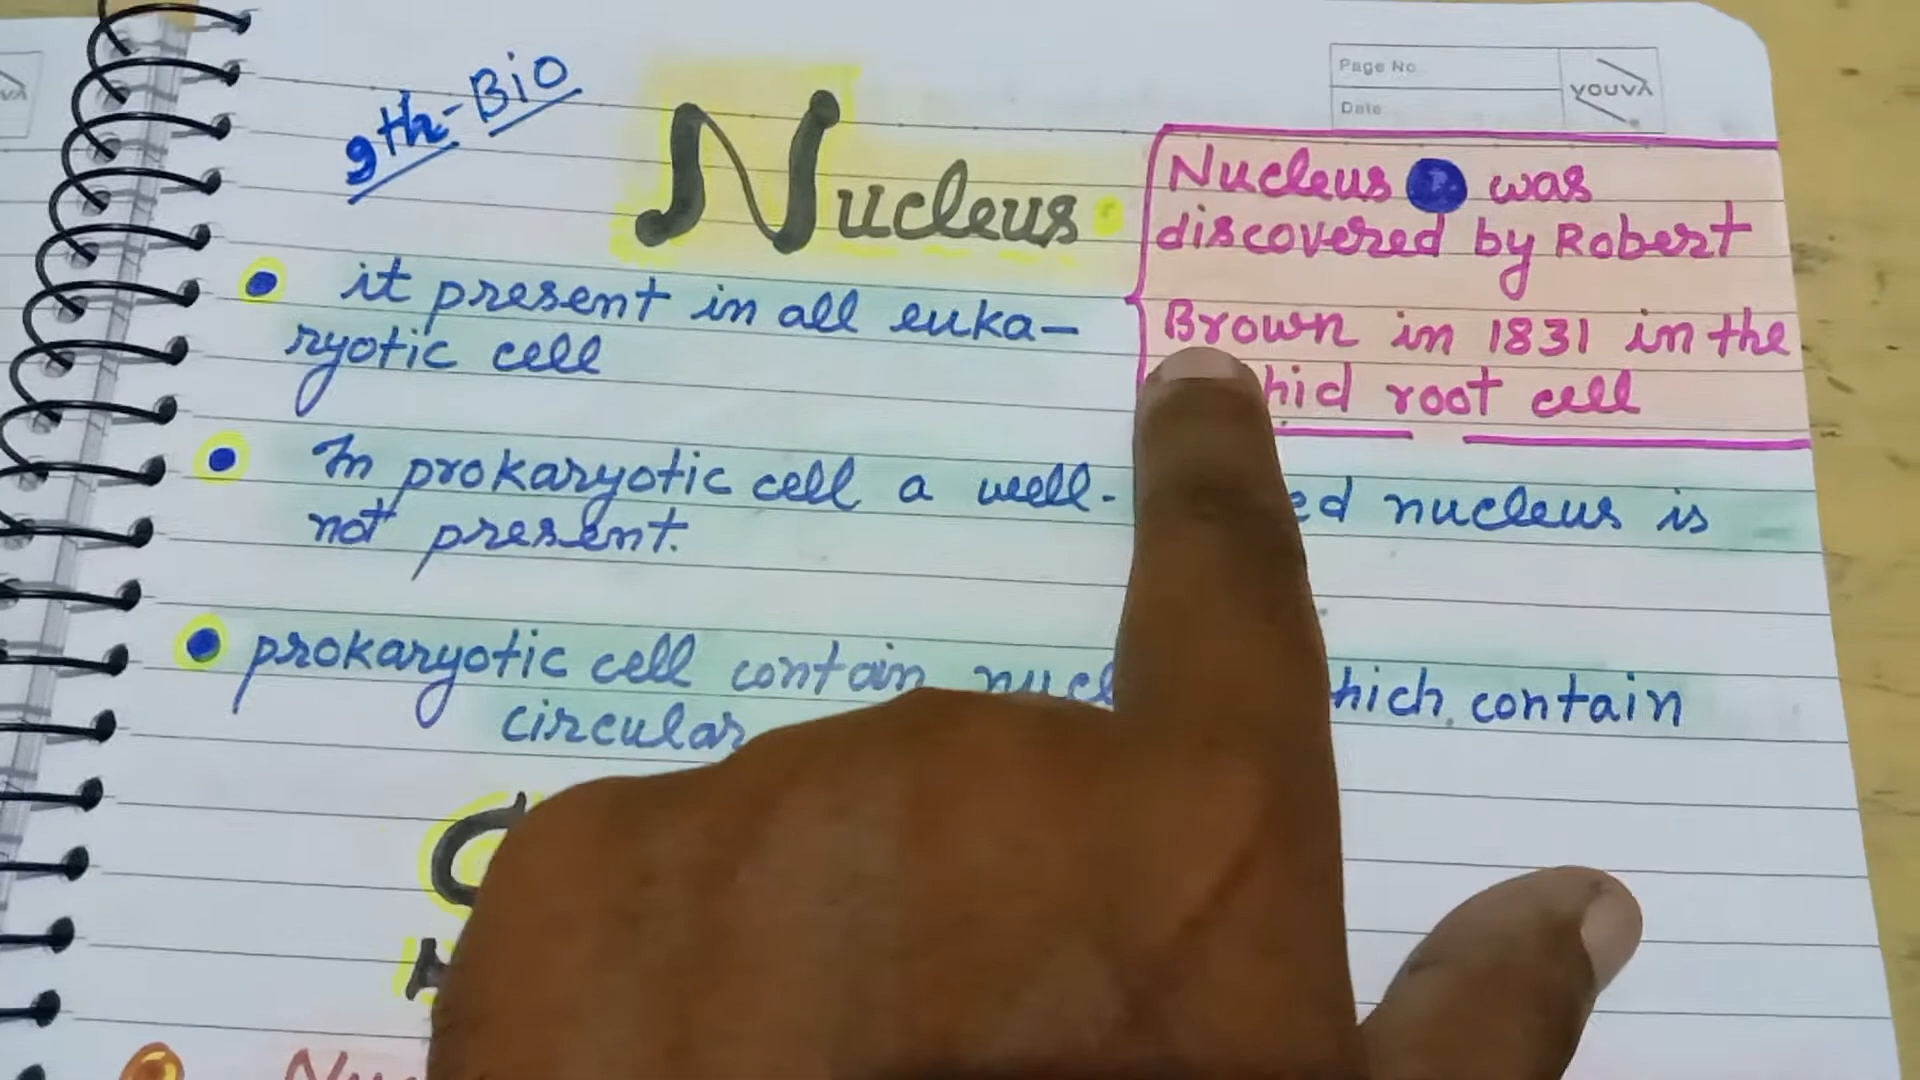 Page No
Date
YOUVA
9th-Bio
Nucleus
Nucleus was
discovered by Robert
Brown in 1831 in the
hid root cell
it present in all euka-
ryotic cell
In prokaryotic cell a well- ed nucleus is
not present.
prokaryotic cell contain nucl hich contain
circular